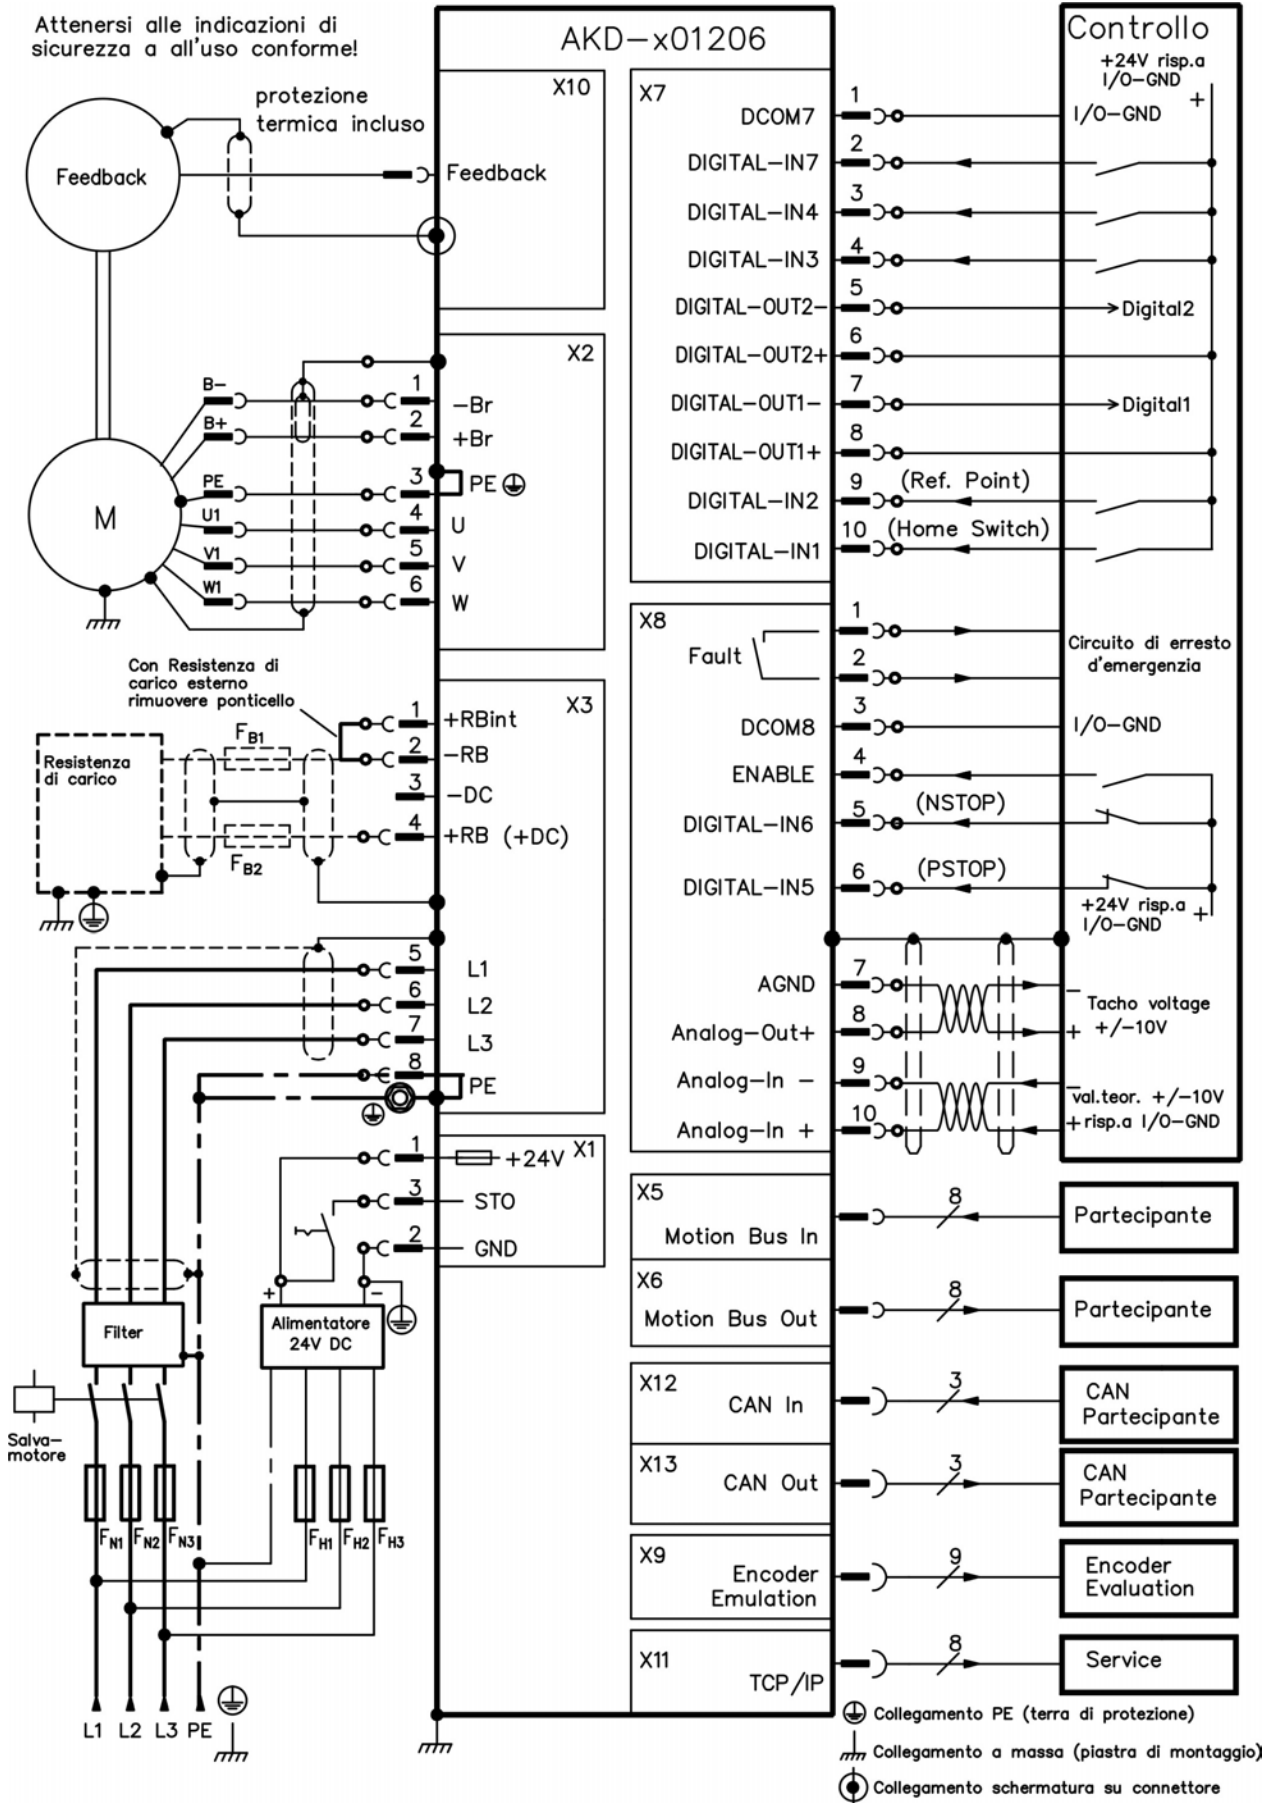 Attenersi alle indicazioni di
sicurezza a all'uso conforme!
AKD-x01206
Controllo
+24V risp.a
I/O-GND
+
I/O-GND
protezione
termica incluso
Feedback
X10
Feedback
X7
DCOM7
1
DIGITAL-IN7
2
DIGITAL-IN4
3
DIGITAL-IN3
4
DIGITAL-OUT2-
5
Digital2
DIGITAL-OUT2+
6
DIGITAL-OUT1-
7
Digital1
DIGITAL-OUT1+
8
DIGITAL-IN2
9
(Ref. Point)
DIGITAL-IN1
10
(Home Switch)
X2
M
B-
1
-Br
B+
2
+Br
PE
3
PE
U1
4
U
V1
5
V
W1
6
W
X8
Fault
1
2
Circuito di erresto
d'emergenzia
DCOM8
3
I/O-GND
ENABLE
4
DIGITAL-IN6
5
(NSTOP)
DIGITAL-IN5
6
(PSTOP)
+24V risp.a
I/O-GND
+
AGND
7
-
Tacho voltage
+/-10V
Analog-Out+
8
+
Analog-In -
9
-
val.teor. +/-10V
Analog-In +
10
+
risp.a I/O-GND
Con Resistenza di
carico esterno
rimuovere ponticello
X3
Resistenza
di carico
FB1
FB2
1
+RBint
2
-RB
3
-DC
4
+RB (+DC)
5
L1
6
L2
7
L3
8
PE
X1
1
+24V
3
STO
2
GND
+
-
Alimentatore
24V DC
Filter
Salva-
motore
FN1
FN2
FN3
FH1
FH2
FH3
L1
L2
L3
PE
X5
Motion Bus In
8
Partecipante
X6
Motion Bus Out
8
Partecipante
X12
CAN In
3
CAN
Partecipante
X13
CAN Out
3
CAN
Partecipante
X9
Encoder
Emulation
9
Encoder
Evaluation
X11
TCP/IP
8
Service
Collegamento PE (terra di protezione)
Collegamento a massa (piastra di montaggio)
Collegamento schermatura su connettore